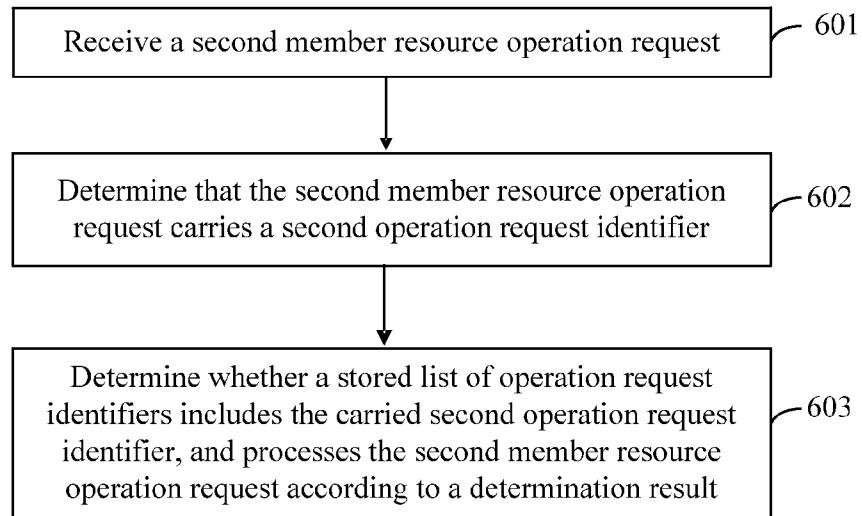 Receive a second member resource operation request
601
Determine that the second member resource operation
request carries a second operation request identifier
602
Determine whether a stored list of operation request
identifiers includes the carried second operation request
identifier, and processes the second member resource
operation request according to a determination result
603